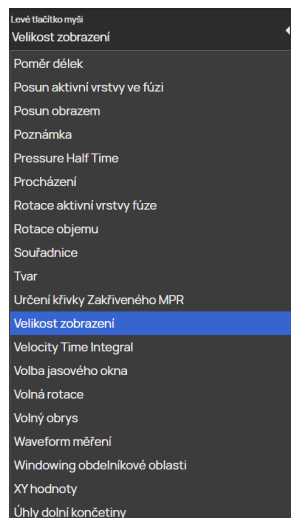 Levé tlačítko myši
Velikost zobrazení
Poměr délek
Posun aktivní vrstvy ve fúzi
Posun obrazem
Poznámka
Pressure Half Time
Procházení
Rotace aktivní vrstvy fúze
Rotace objemu
Souřadnice
Tvar
Určení křivky Zakřiveného MPR
Velikost zobrazení
Velocity Time Integral
Volba jasového okna
Volná rotace
Volný obrys
Waveform měření
Windowing obdelníkové oblasti
XY hodnoty
Úhly dolní končetiny